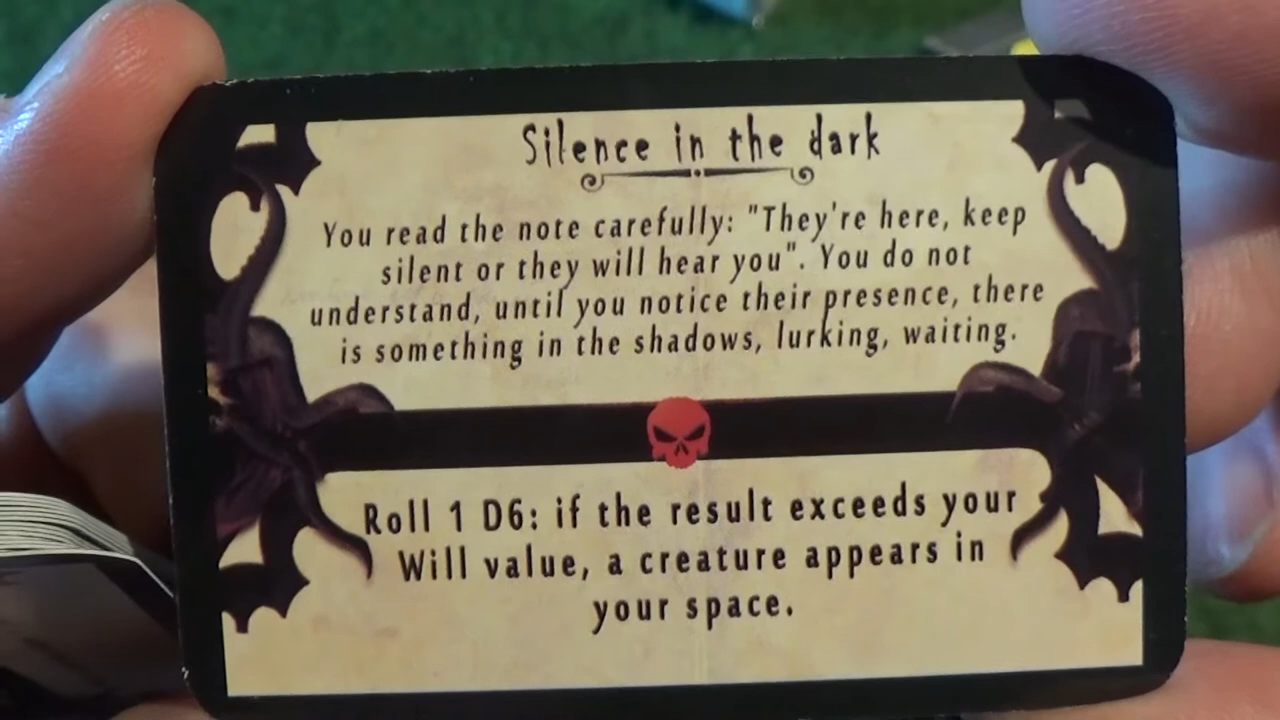 Silence in the dark
You read the note carefully: "They're here, keep
silent or they will hear you". You do not
understand, until you notice their presence, there
is something in the shadows, lurking, waiting.
Roll 1 D6: if the result exceeds your
Will value, a creature appears in
your space.